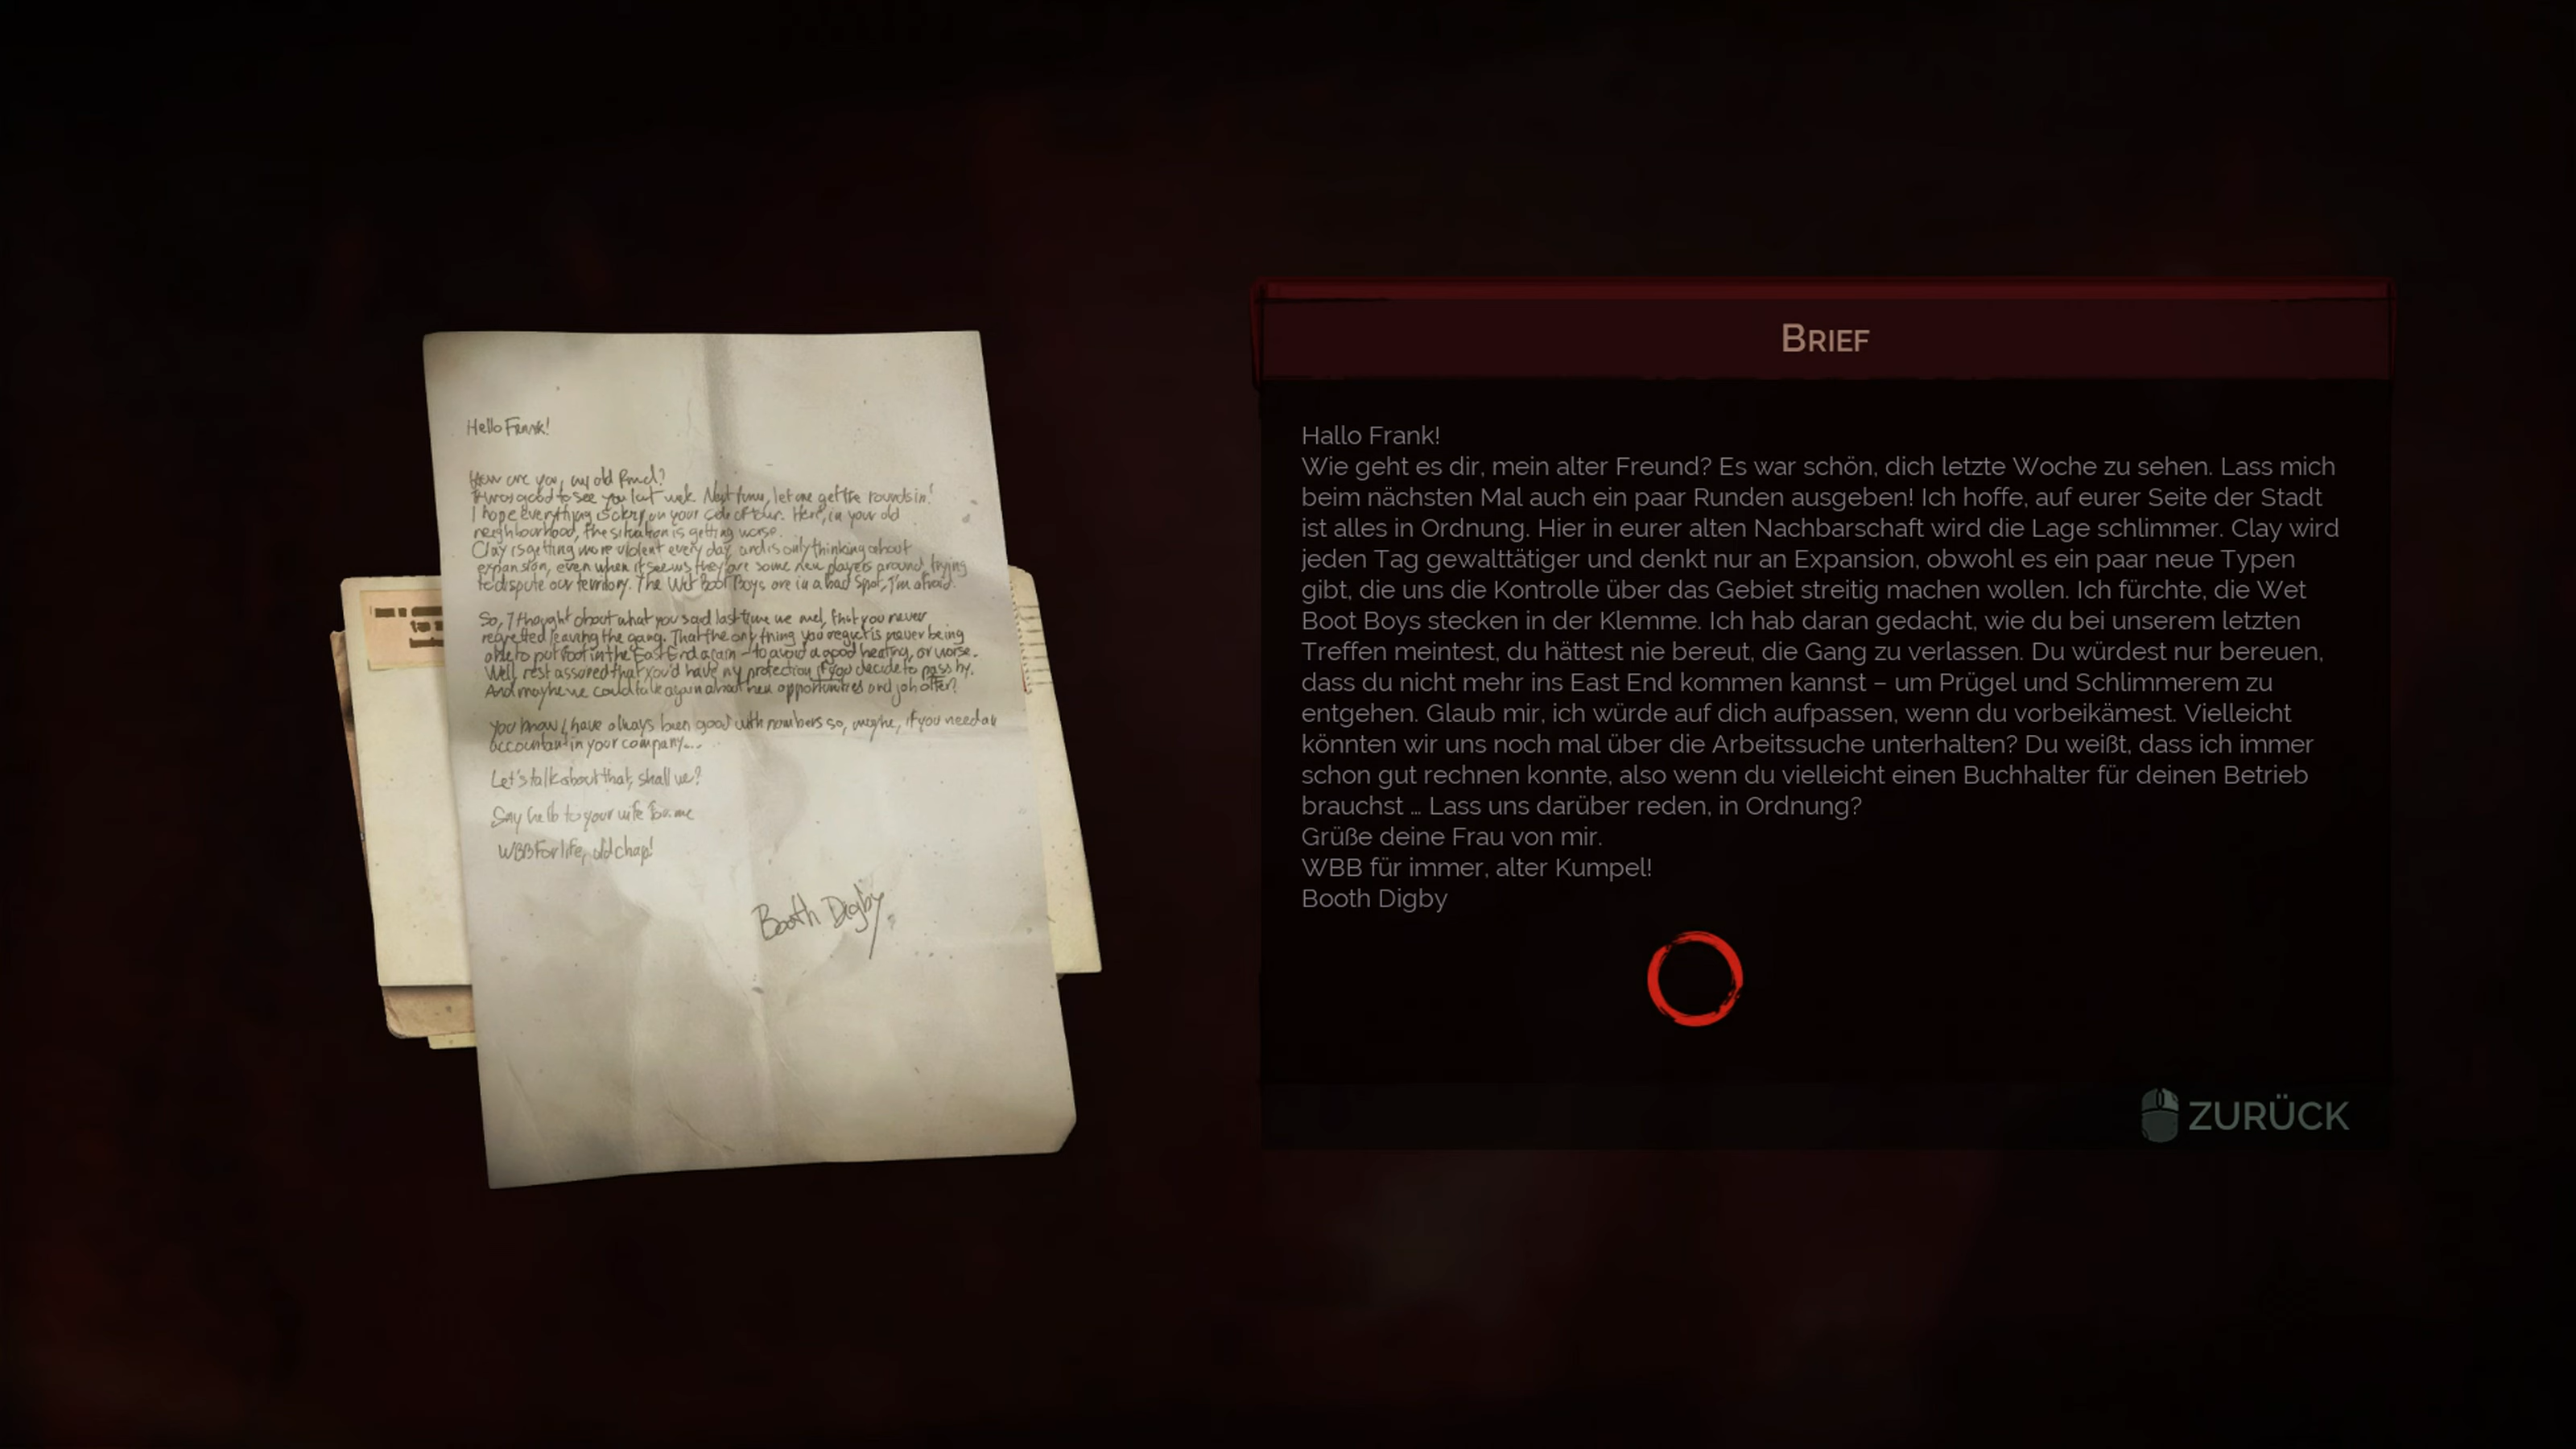 Hello Frank!
How are you, my old friend?
It was good to see you last week. Next time, let me get the rounds in!
I hope everything is okay on your side of town. Here, in your old
neighbourhood, the situation is getting worse.
Clay is getting more violent every day, and is only thinking about
expansion, even when it seems they are some new players around, trying
to dispute our territory. The Wet Boot Boys are in a bad spot, I'm afraid.
So, I thought about what you said last time we met, that you never
regretted leaving the gang. That the only thing you regret is never being
able to put foot in the East End again - to avoid a good beating, or worse.
Well, rest assured that you'd have my protection if you decide to pass by.
And maybe we could talk again about new opportunities and job offer?
You know I have always been good with numbers so, maybe, if you need an
accountant in your company...
Let's talk about that, shall we?
Say hello to your wife for me
WBB For life, old chap!
Booth Digby
BRIEF
Hallo Frank!
Wie geht es dir, mein alter Freund? Es war schön, dich letzte Woche zu sehen. Lass mich
beim nächsten Mal auch ein paar Runden ausgeben! Ich hoffe, auf eurer Seite der Stadt
ist alles in Ordnung. Hier in eurer alten Nachbarschaft wird die Lage schlimmer. Clay wird
jeden Tag gewalttätiger und denkt nur an Expansion, obwohl es ein paar neue Typen
gibt, die uns die Kontrolle über das Gebiet streitig machen wollen. Ich fürchte, die Wet
Boot Boys stecken in der Klemme. Ich hab daran gedacht, wie du bei unserem letzten
Treffen meintest, du hättest nie bereut, die Gang zu verlassen. Du würdest nur bereuen,
dass du nicht mehr ins East End kommen kannst – um Prügel und Schlimmerem zu
entgehen. Glaub mir, ich würde auf dich aufpassen, wenn du vorbeikämest. Vielleicht
könnten wir uns noch mal über die Arbeitssuche unterhalten? Du weißt, dass ich immer
schon gut rechnen konnte, also wenn du vielleicht einen Buchhalter für deinen Betrieb
brauchst … Lass uns darüber reden, in Ordnung?
Grüße deine Frau von mir.
WBB für immer, alter Kumpel!
Booth Digby
ZURÜCK